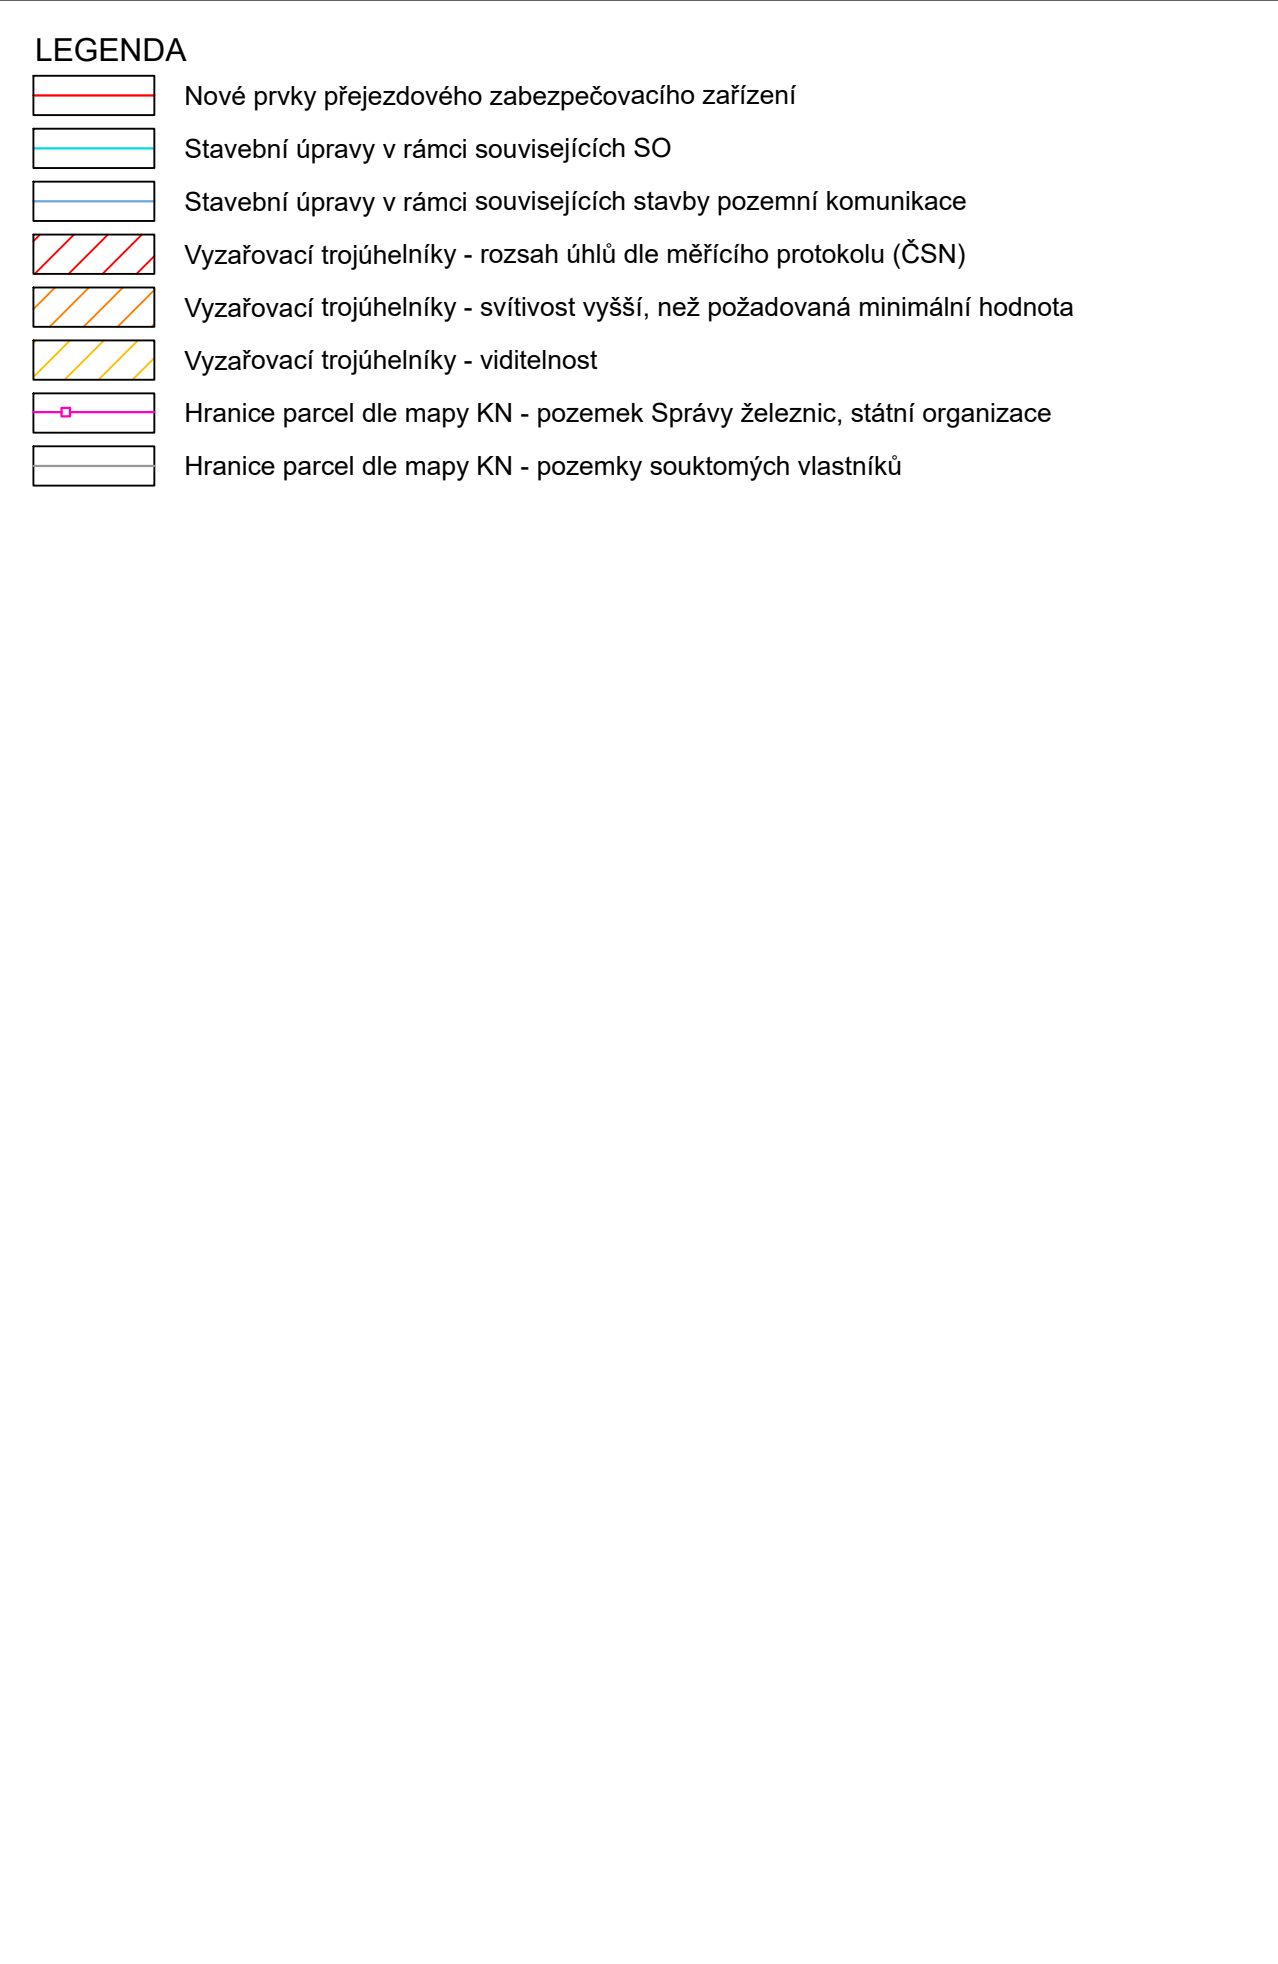 LEGENDA
Nové prvky přejezdového zabezpečovacího zařízení
Stavební úpravy v rámci souvisejících SO
Stavební úpravy v rámci souvisejících stavby pozemní komunikace
Vyzařovací trojúhelníky - rozsah úhlů dle měřícího protokolu (ČSN)
Vyzařovací trojúhelníky - svítivost vyšší, než požadovaná minimální hodnota
Vyzařovací trojúhelníky - viditelnost
Hranice parcel dle mapy KN - pozemek Správy železnic, státní organizace
Hranice parcel dle mapy KN - pozemky souktomých vlastníků